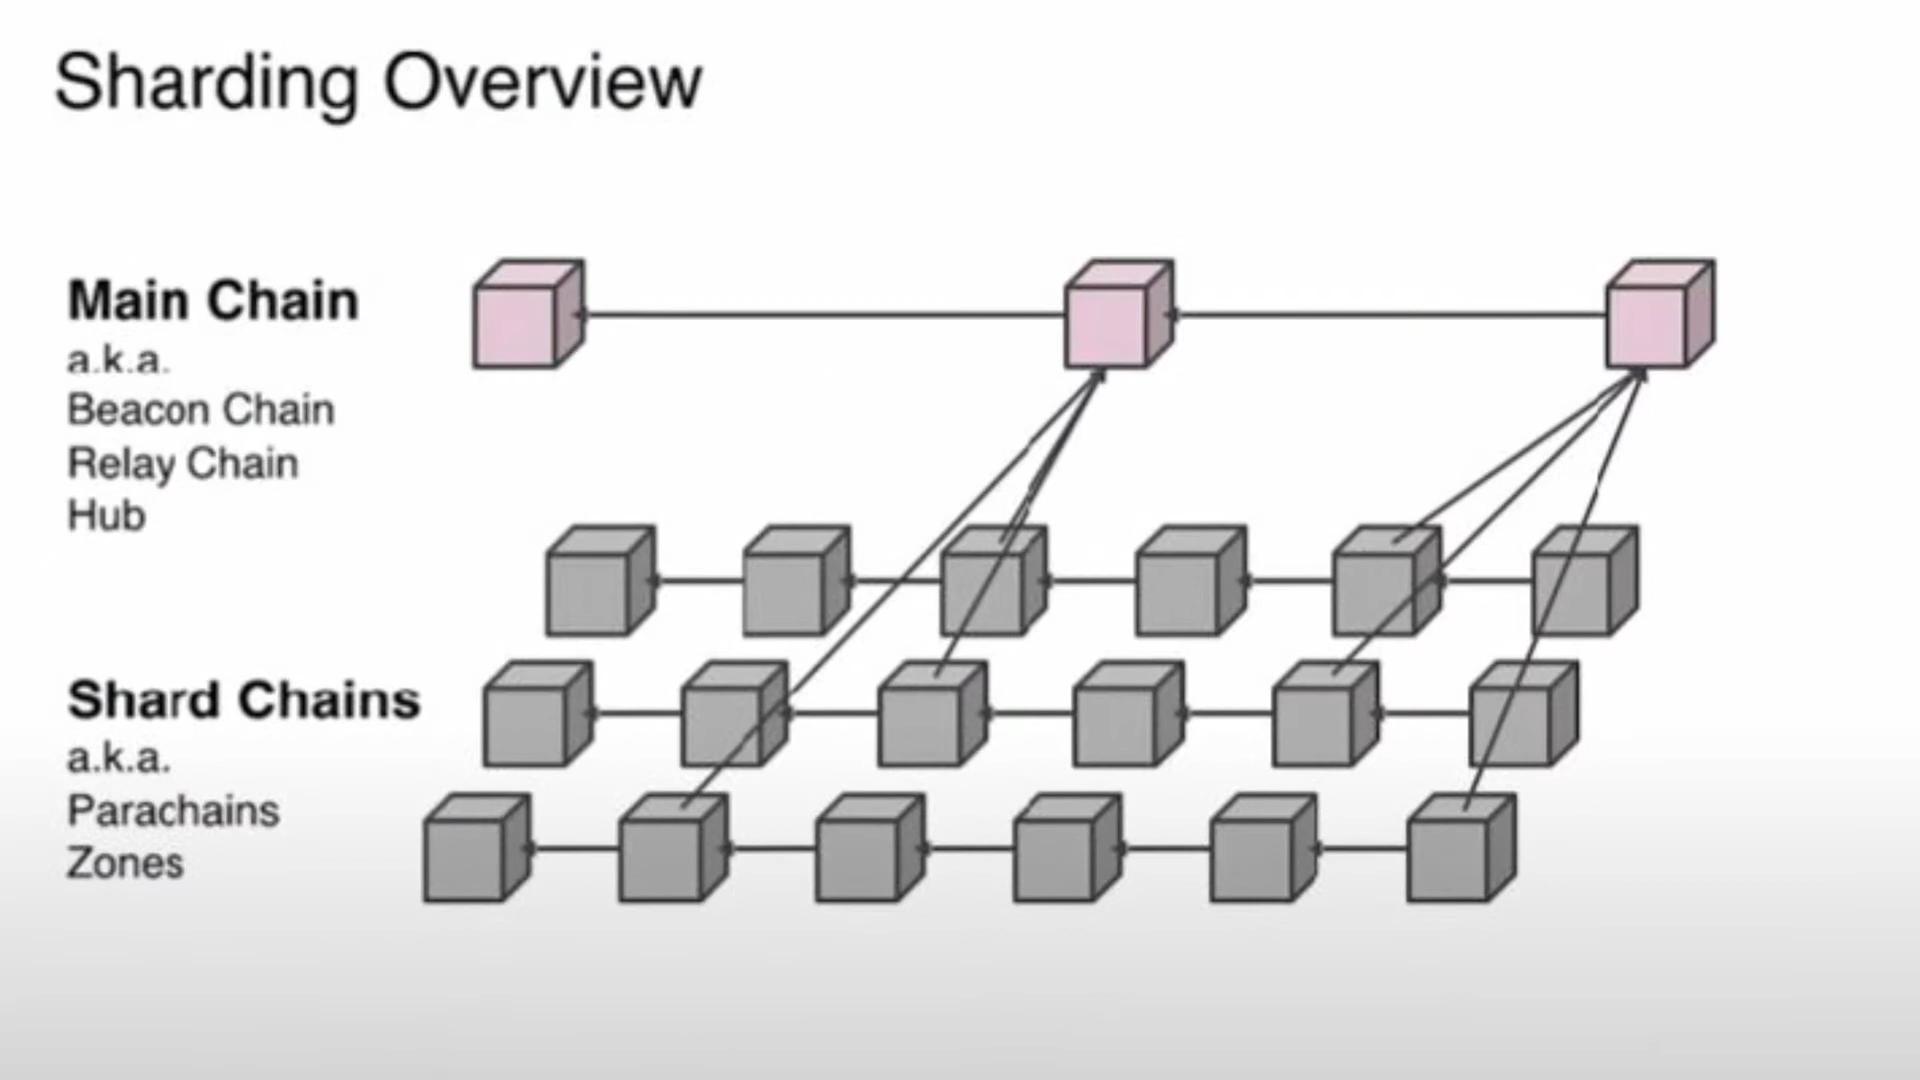 Sharding Overview
Main Chain
a.k.a.
Beacon Chain
Relay Chain
Hub
Shard Chains
a.k.a.
Parachains
Zones